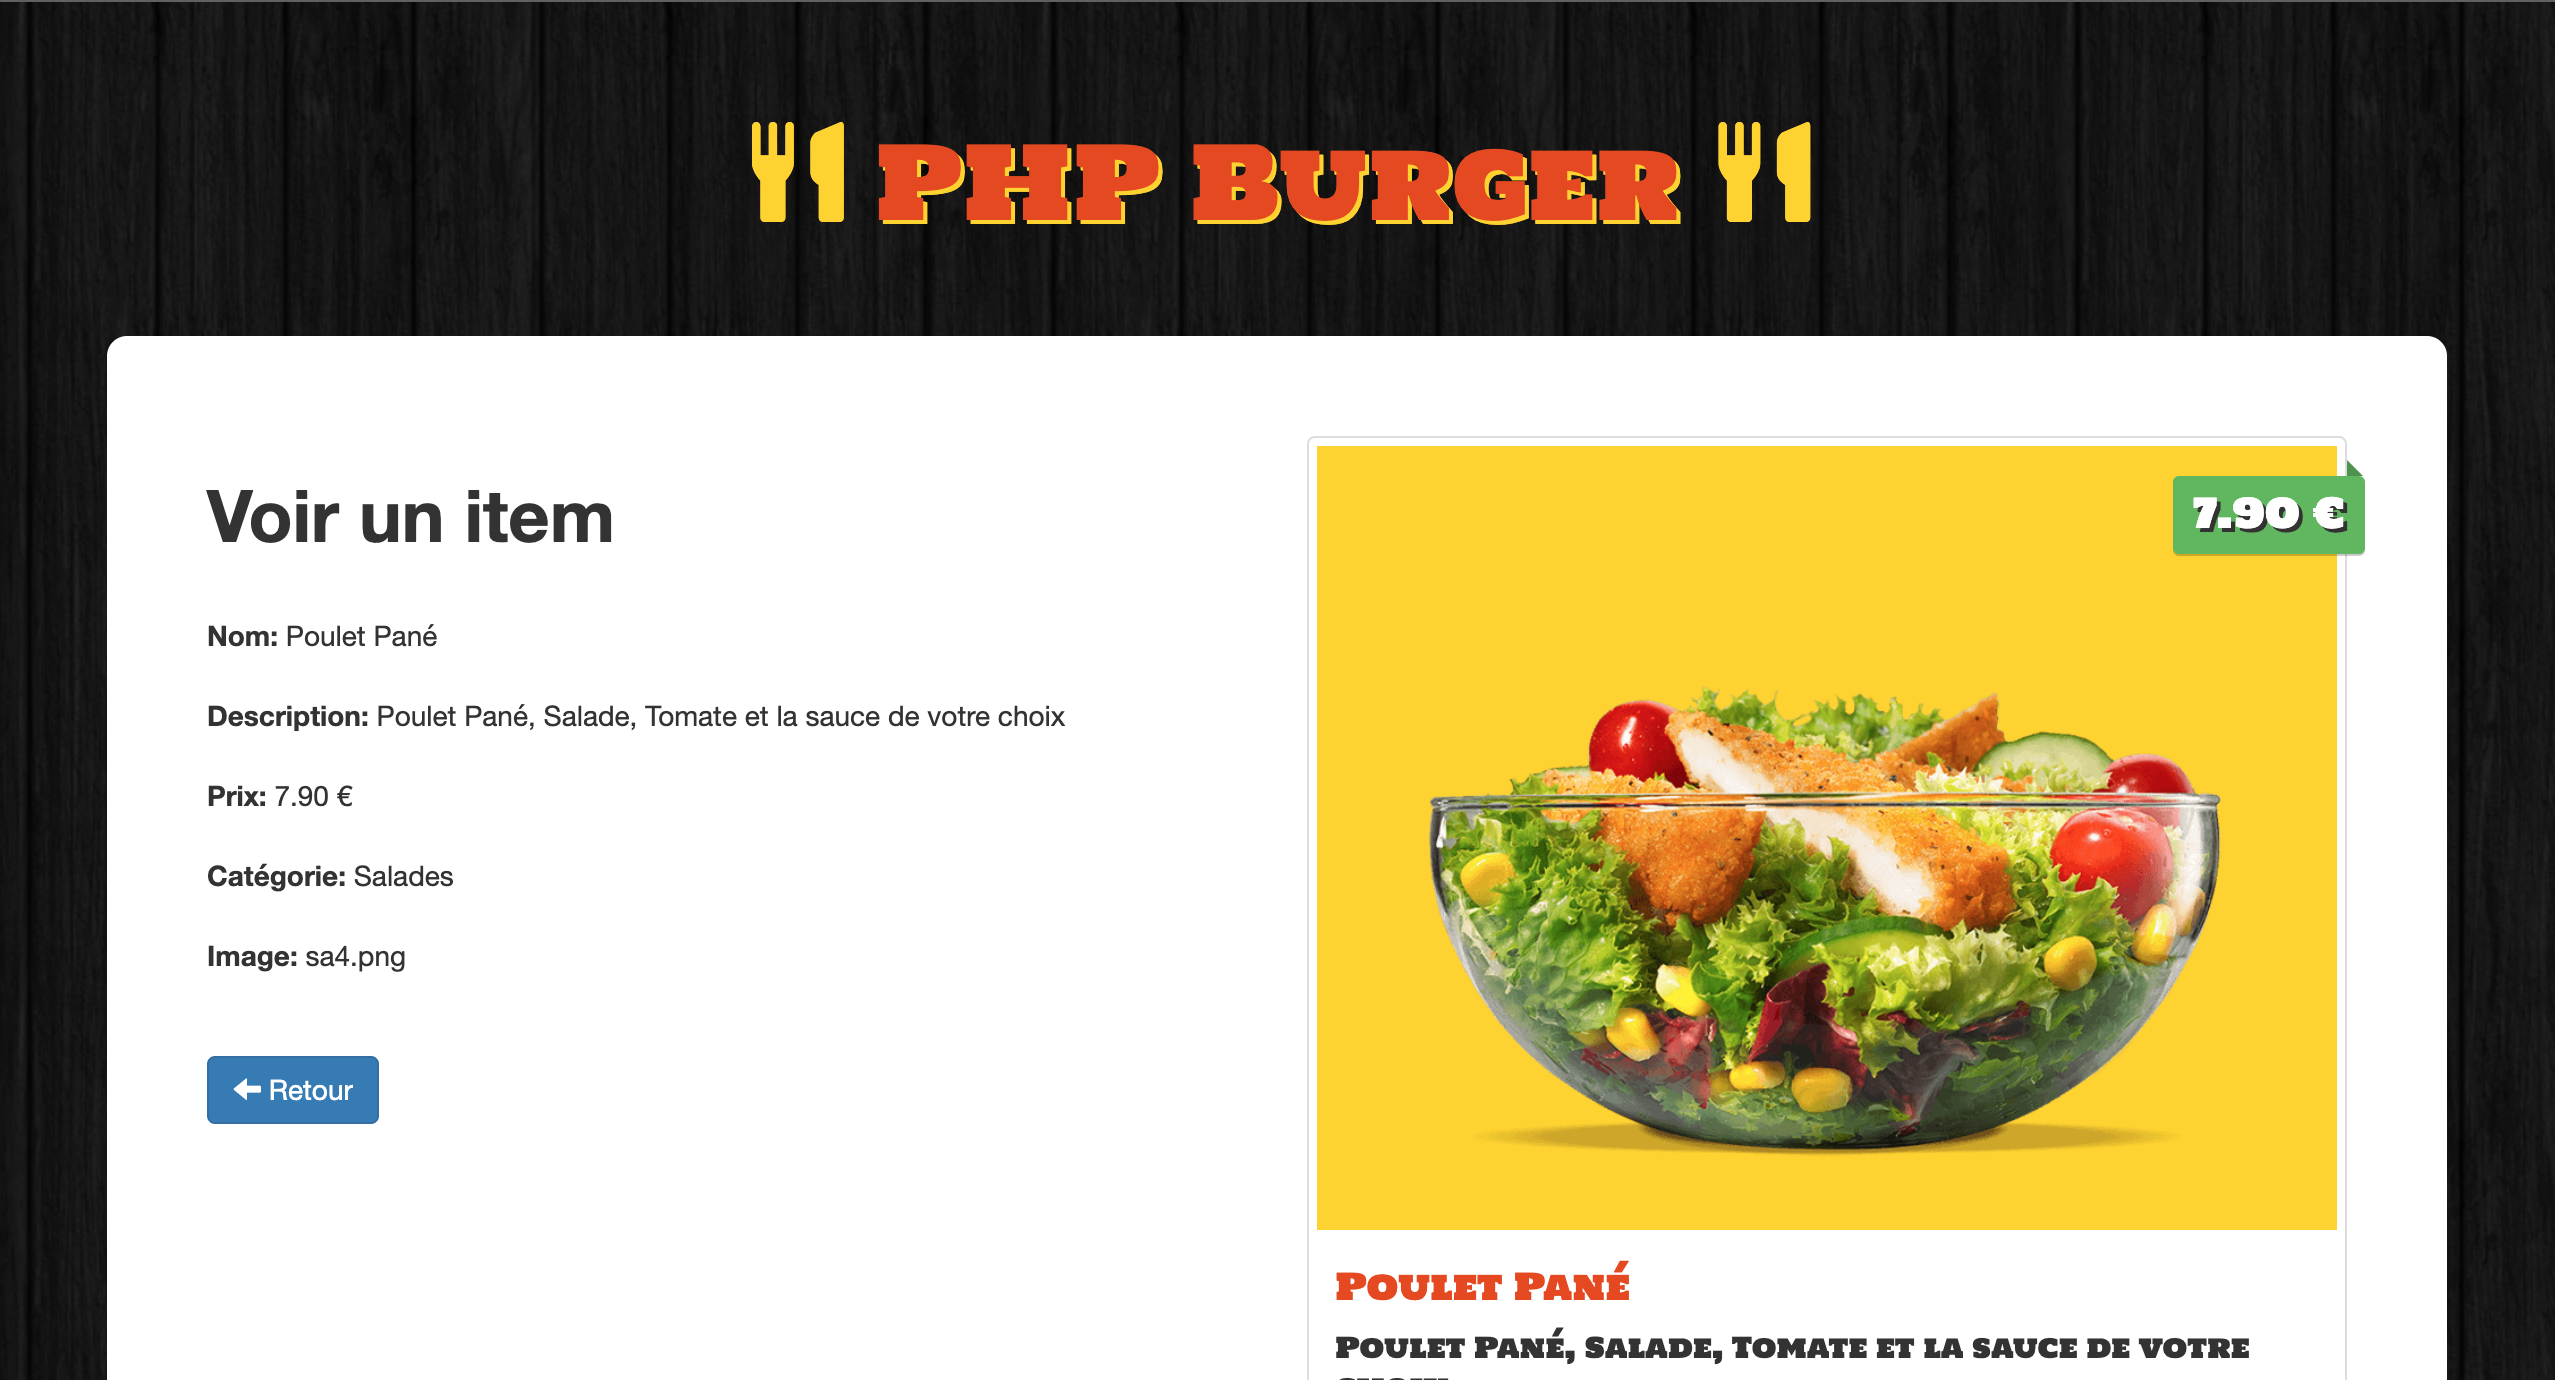 PHP Burger
Voir un item
Nom: Poulet Pané
Description: Poulet Pané, Salade, Tomate et la sauce de votre choix
Prix: 7.90 €
Catégorie: Salades
Image: sa4.png
Retour
7.90 €
Poulet Pané
Poulet Pané, Salade, Tomate et la sauce de votre